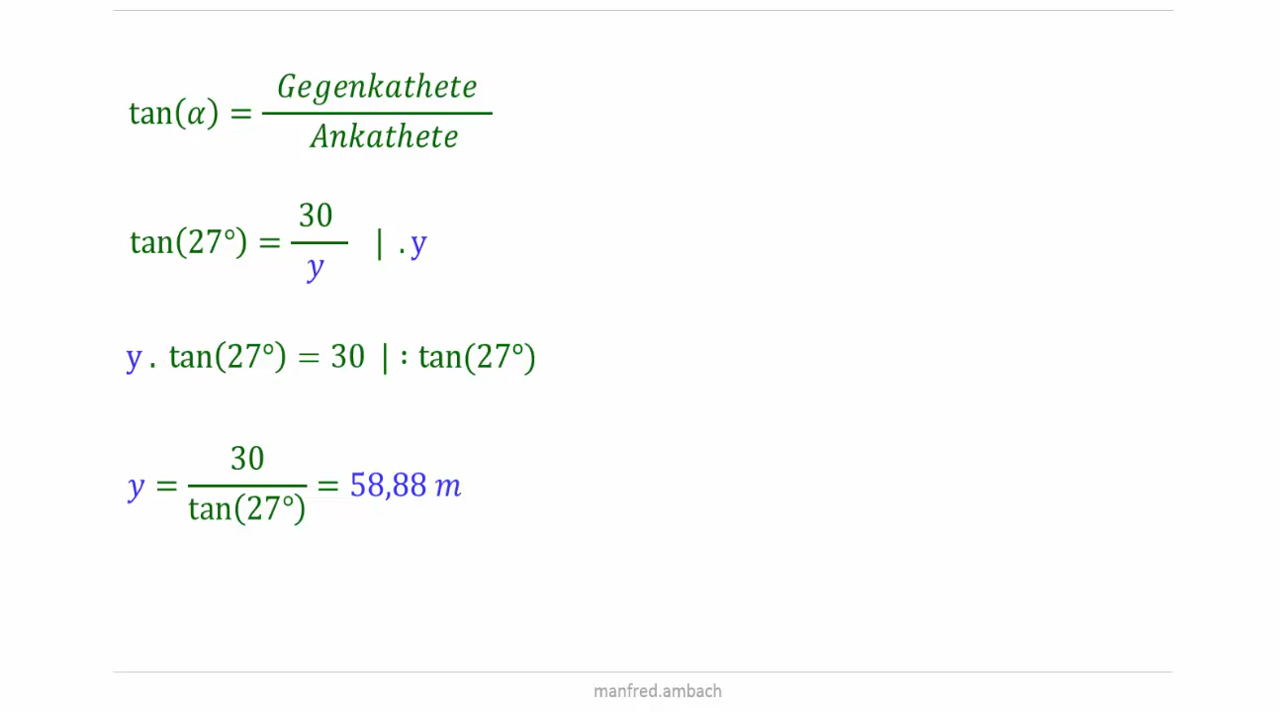 tan(α) = Gegenkathete / Ankathete
tan(27°) = 30 / y | . y
y . tan(27°) = 30 | : tan(27°)
y = 30 / tan(27°) = 58,88 m
manfred.ambach